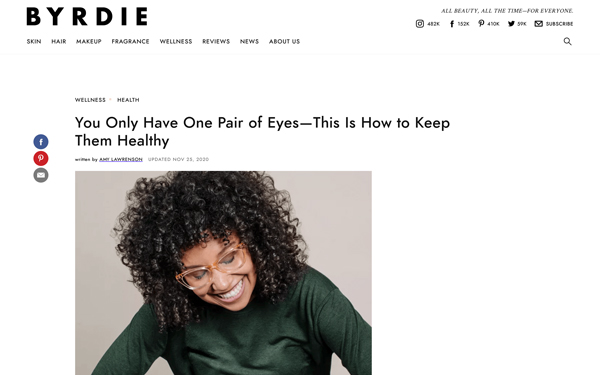 BYRDIE
ALL BEAUTY, ALL THE TIME—FOR EVERYONE.
482K 152K 410K 59K SUBSCRIBE
SKIN HAIR MAKEUP FRAGRANCE WELLNESS REVIEWS NEWS ABOUT US
WELLNESS HEALTH
You Only Have One Pair of Eyes—This Is How to Keep
Them Healthy
written by AMY LAWRENSON UPDATED NOV 25, 2020